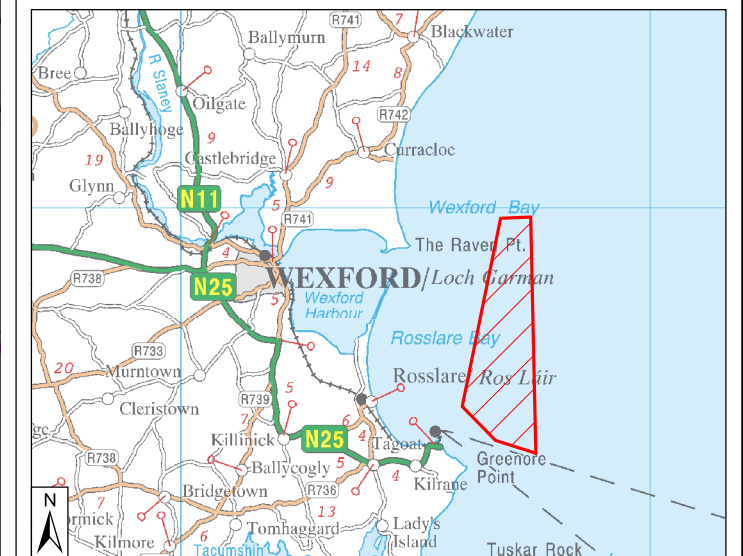 R741
7
Blackwater
Ballymurn
Bree
R Slaney
14
8
Oilgate
R742
Ballyhoge
9
Castlebridge
Curracloe
19
Glynn
9
N11
5
R741
Wexford Bay
The Raven Pt.
4
WEXFORD/Loch Garman
R738
N25
5
Wexford
Harbour
Rosslare Bay
R733
20
Murntown
Rosslare/Ros Láir
5
Cleristown
R739
7
6
4
Killinick
N25
Tagoat
R738
Ballycogly
5
4
Kilrane
Greenore
Point
R736
7
Bridgetown
13
N
Tomhaggard
Lady's
Island
Kilmore
6
Tacumshin
Tuskar Rock